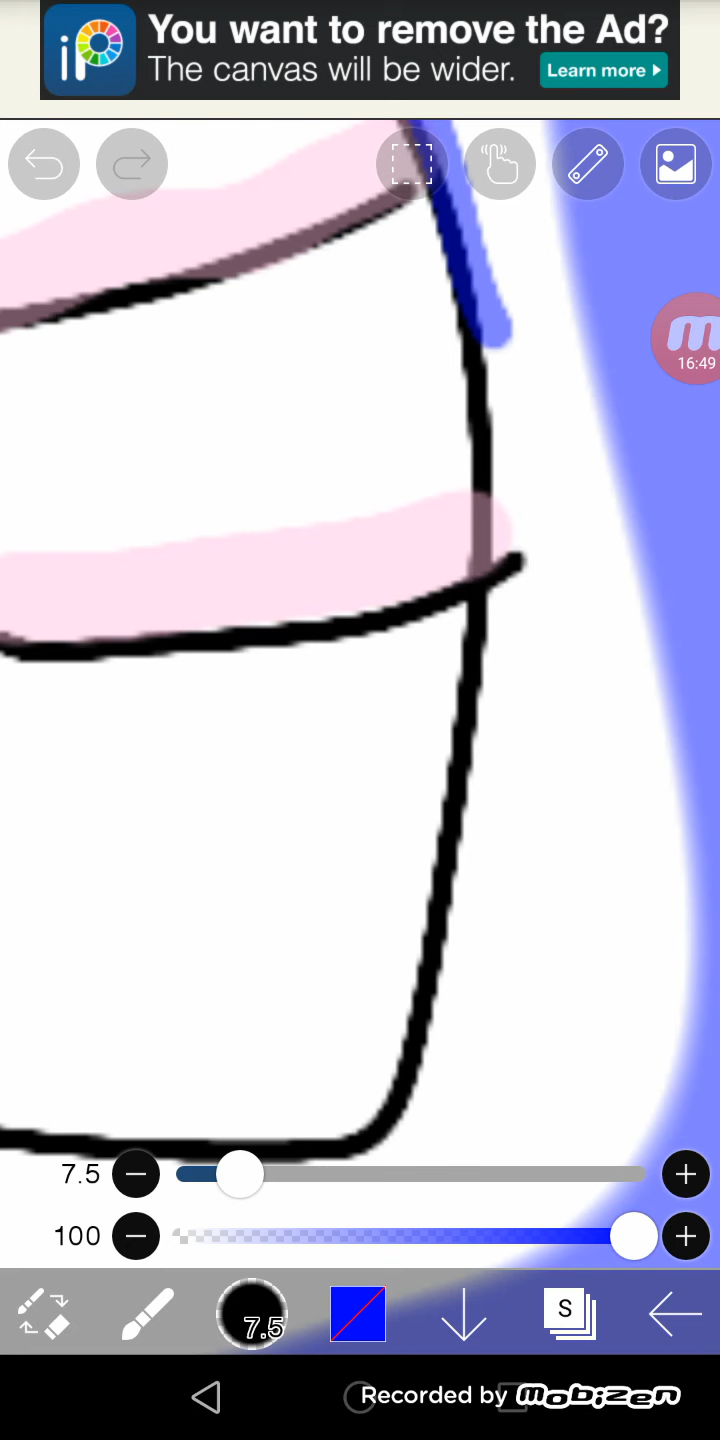 iP
You want to remove the Ad?
The canvas will be wider.
Learn more
m
16:49
7.5
100
7.5
S
Recorded by mobizen